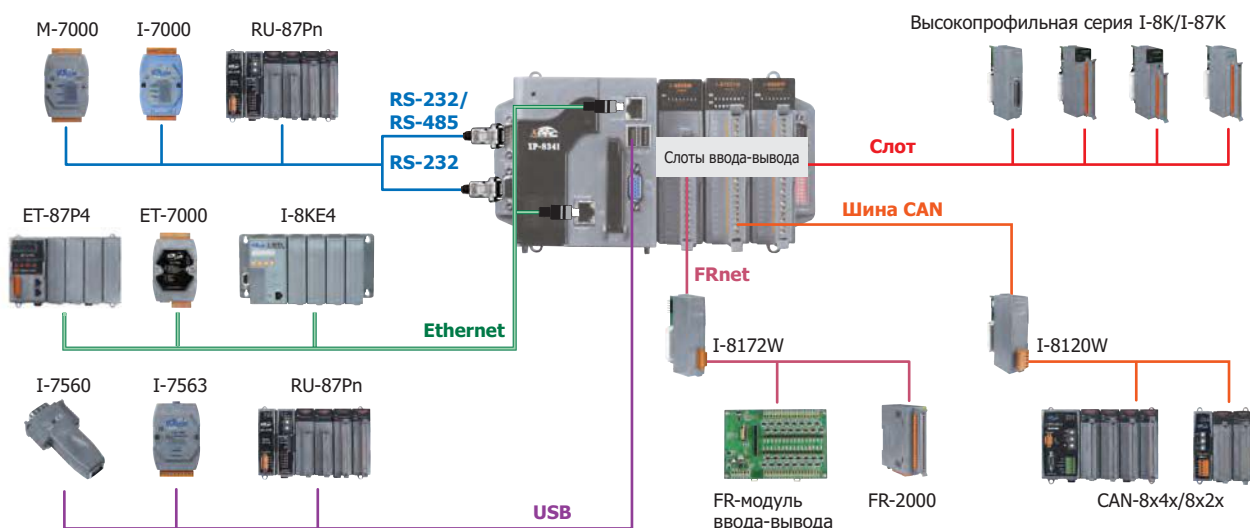 M-7000
I-7000
RU-87Pn
Высокопрофильная серия I-8K/I-87K
RS-232/
RS-485
RS-232
XP-8341
Слоты ввода-вывода
Слот
ET-87P4
ET-7000
I-8KE4
Шина CAN
FRnet
Ethernet
I-8172W
I-8120W
I-7560
I-7563
RU-87Pn
USB
FR-модуль
ввода-вывода
FR-2000
CAN-8x4x/8x2x